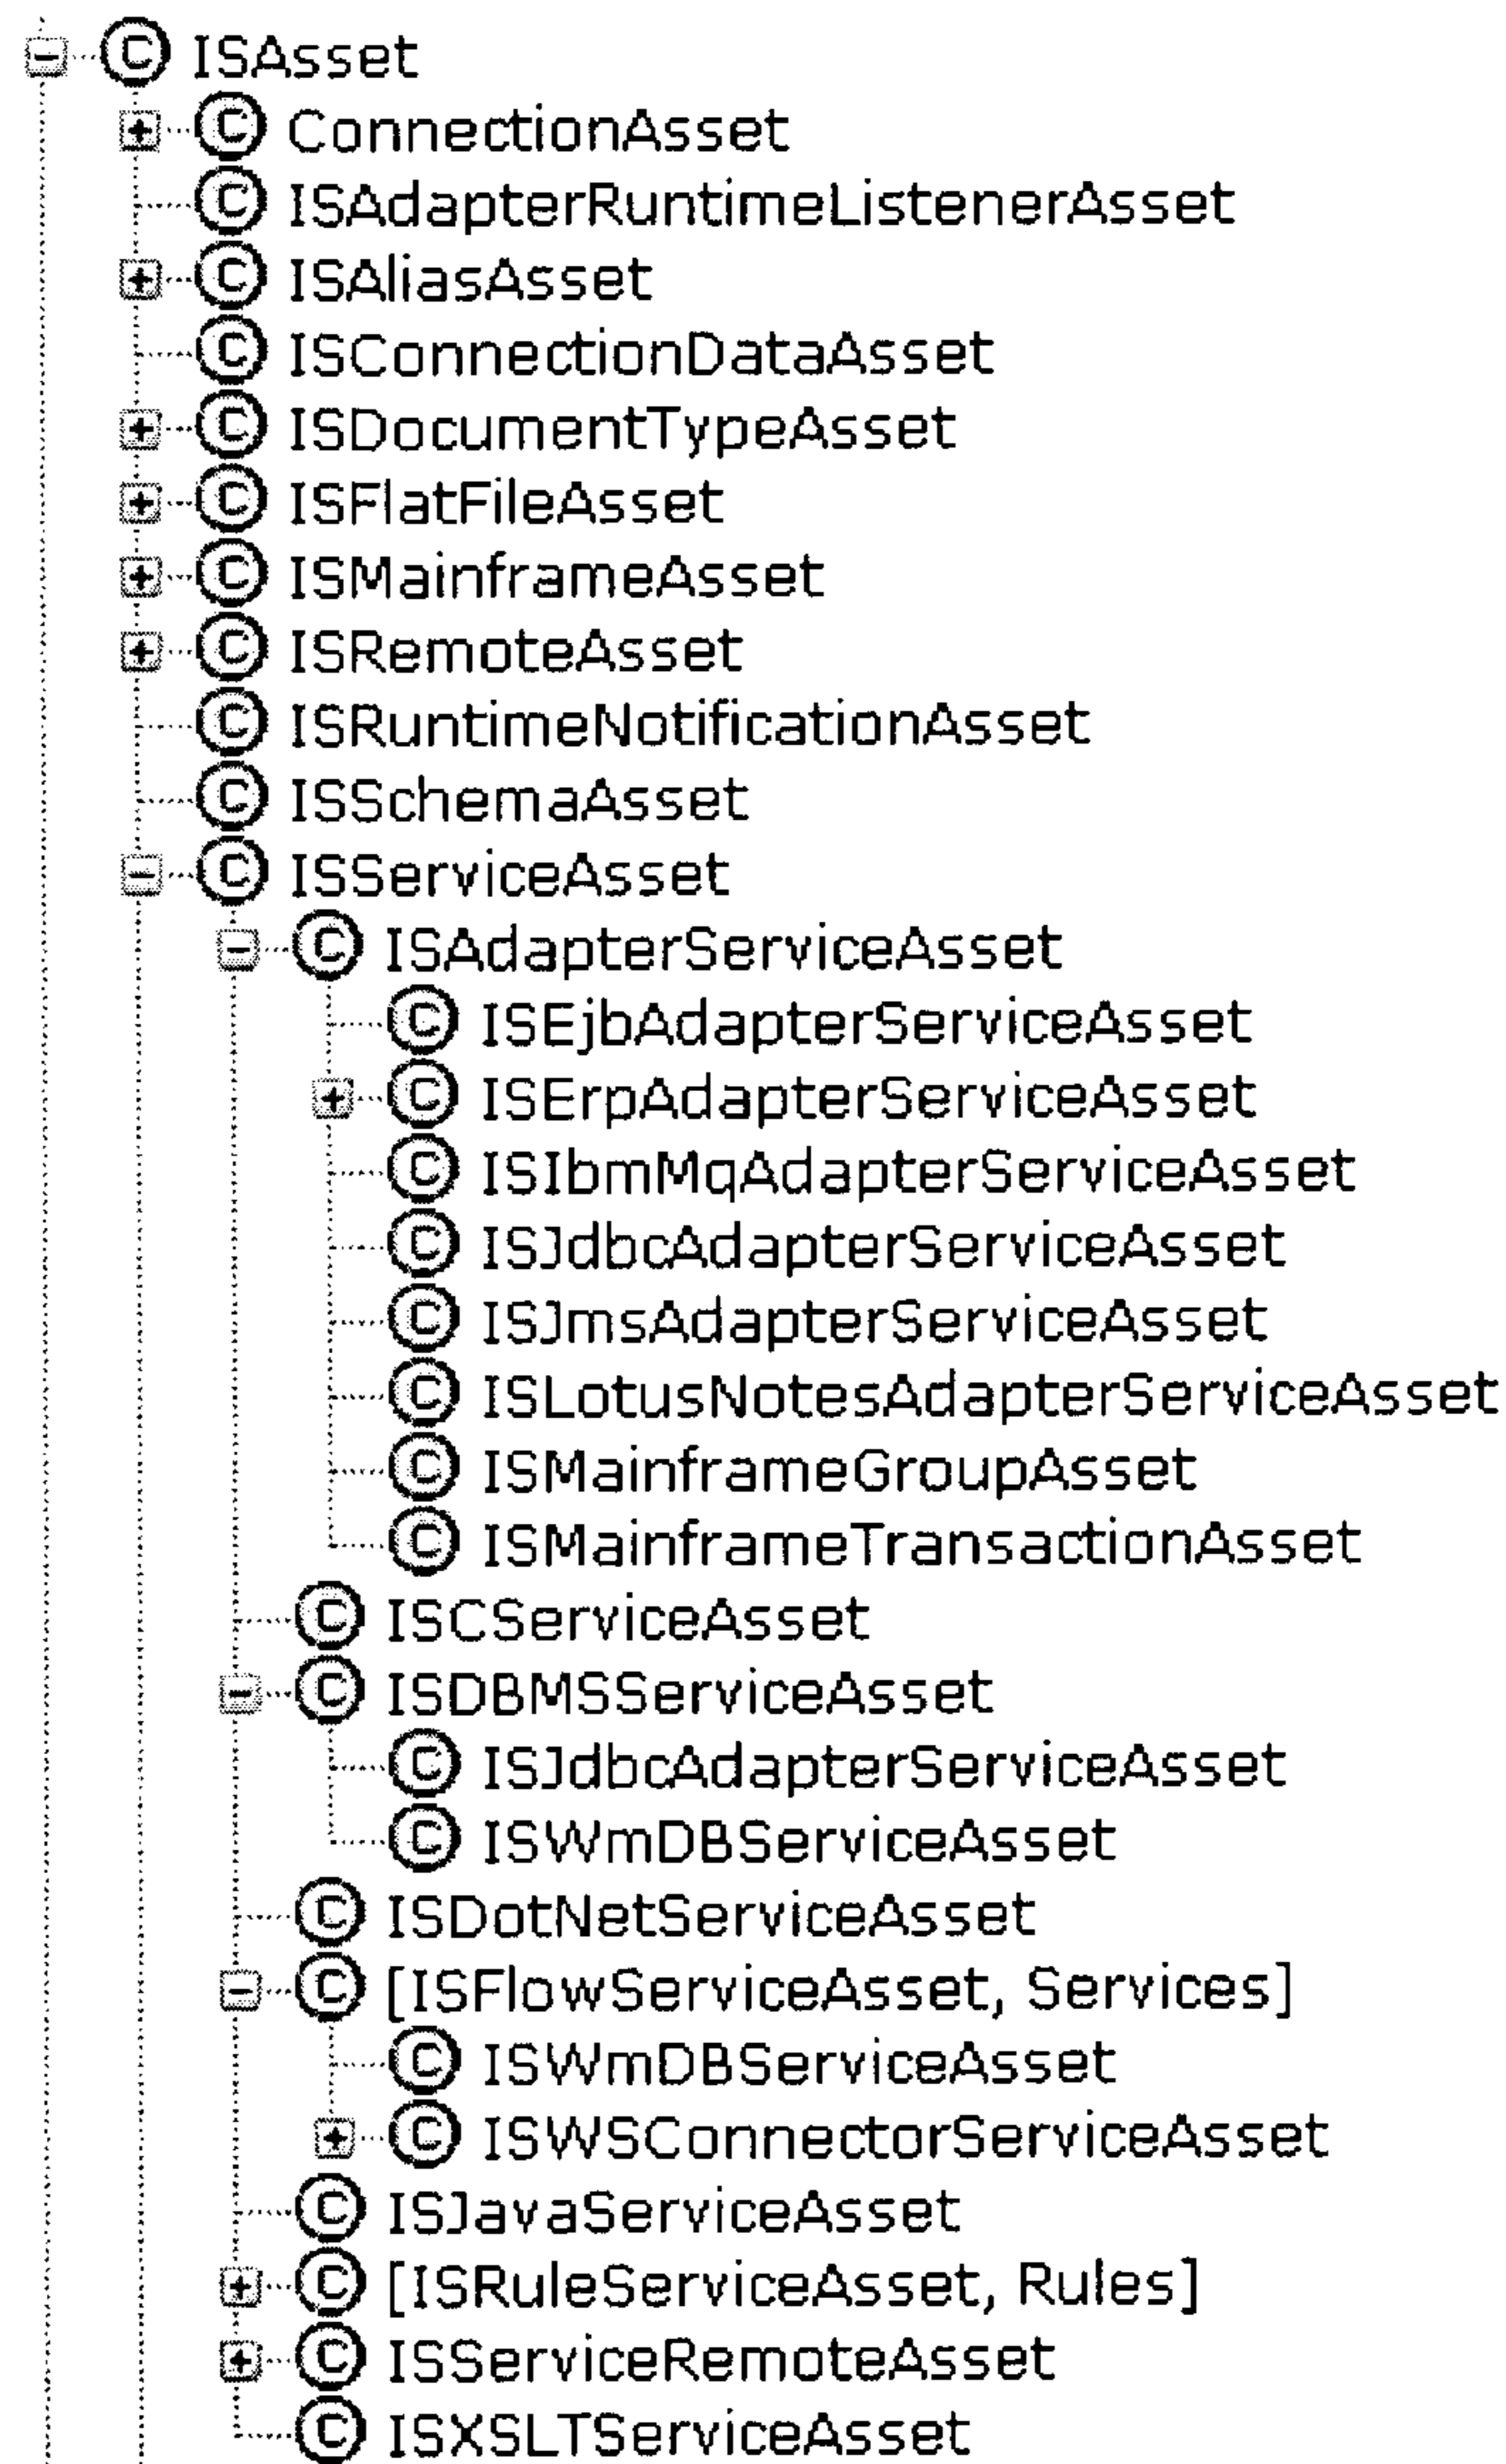 ISAsset
ConnectionAsset
ISAdapterRuntimeListenerAsset
ISAliasAsset
ISConnectionDataAsset
ISDocumentTypeAsset
ISFlatFileAsset
ISMainframeAsset
ISRemoteAsset
ISRuntimeNotificationAsset
ISSchemaAsset
ISServiceAsset
ISAdapterServiceAsset
ISEjbAdapterServiceAsset
ISErpAdapterServiceAsset
ISIbmMqAdapterServiceAsset
ISJdbcAdapterServiceAsset
ISJmsAdapterServiceAsset
ISLotusNotesAdapterServiceAsset
ISMainframeGroupAsset
ISMainframeTransactionAsset
ISCServiceAsset
ISDBMSServiceAsset
ISJdbcAdapterServiceAsset
ISWmDBServiceAsset
ISDotNetServiceAsset
[ISFlowServiceAsset, Services]
ISWmDBServiceAsset
ISWSConnectorServiceAsset
ISJavaServiceAsset
[ISRuleServiceAsset, Rules]
ISServiceRemoteAsset
ISXSLTServiceAsset